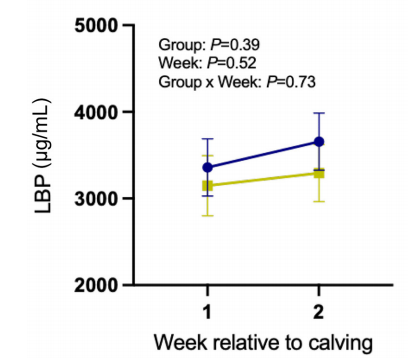 5000
Group: P=0.39
Week: P=0.52
Group x Week: P=0.73
4000
LBP (µg/mL)
3000
2000
1
2
Week relative to calving